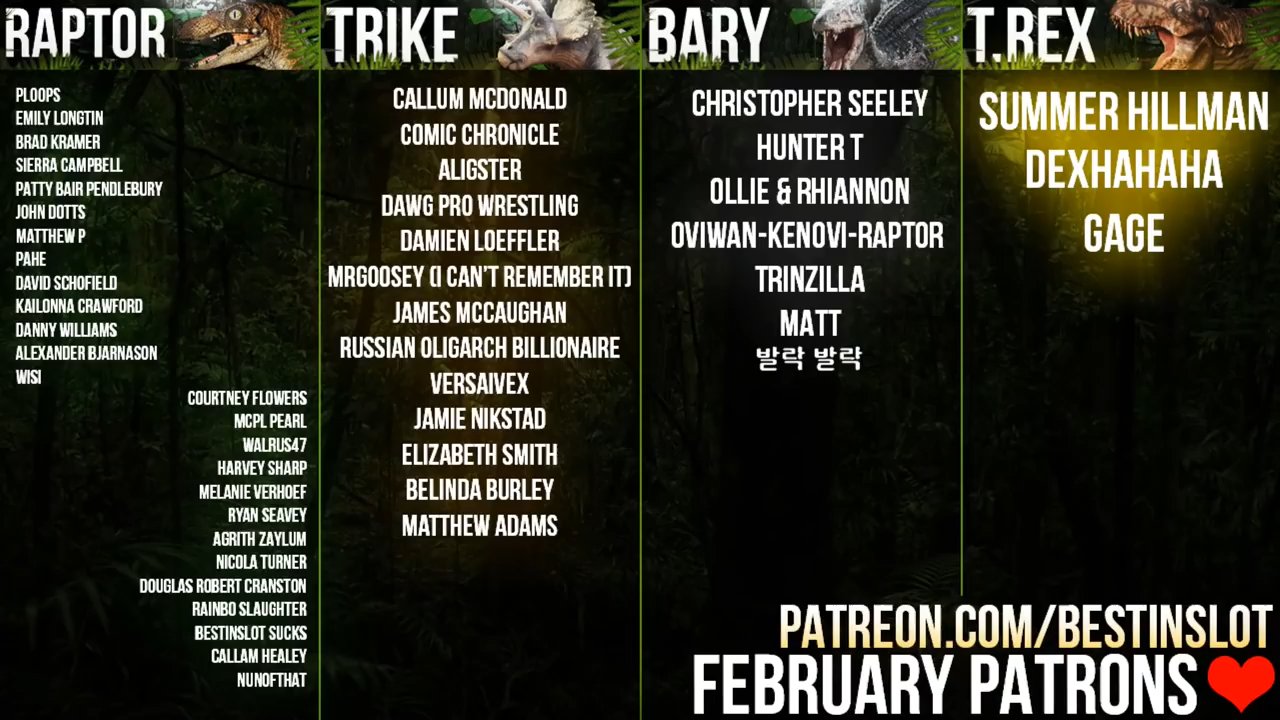 RAPTOR
PLOOPS
EMILY LONGTIN
BRAD KRAMER
SIERRA CAMPBELL
PATTY BAIR PENDLEBURY
JOHN DOTTS
MATTHEW P
PAHE
DAVID SCHOFIELD
KAILONNA CRAWFORD
DANNY WILLIAMS
ALEXANDER BJARNASON
WISI
COURTNEY FLOWERS
MCPL PEARL
WALRUS47
HARVEY SHARP
MELANIE VERHOEF
RYAN SEAVEY
AGRITH ZAYLUM
NICOLA TURNER
DOUGLAS ROBERT CRANSTON
RAINBO SLAUGHTER
BESTINSLOT SUCKS
CALLAM HEALEY
NUNOFTHAT
TRIKE
CALLUM MCDONALD
COMIC CHRONICLE
ALIGSTER
DAWG PRO WRESTLING
DAMIEN LOEFFLER
MRGOOSEY (I CAN'T REMEMBER IT)
JAMES MCCAUGHAN
RUSSIAN OLIGARCH BILLIONAIRE
VERSAIVEX
JAMIE NIKSTAD
ELIZABETH SMITH
BELINDA BURLEY
MATTHEW ADAMS
BARY
CHRISTOPHER SEELEY
HUNTER T
OLLIE & RHIANNON
OVIWAN-KENOVI-RAPTOR
TRINZILLA
MATT
발락 발락
T.REX
SUMMER HILLMAN
DEXHAHAHA
GAGE
PATREON.COM/BESTINSLOT
FEBRUARY PATRONS